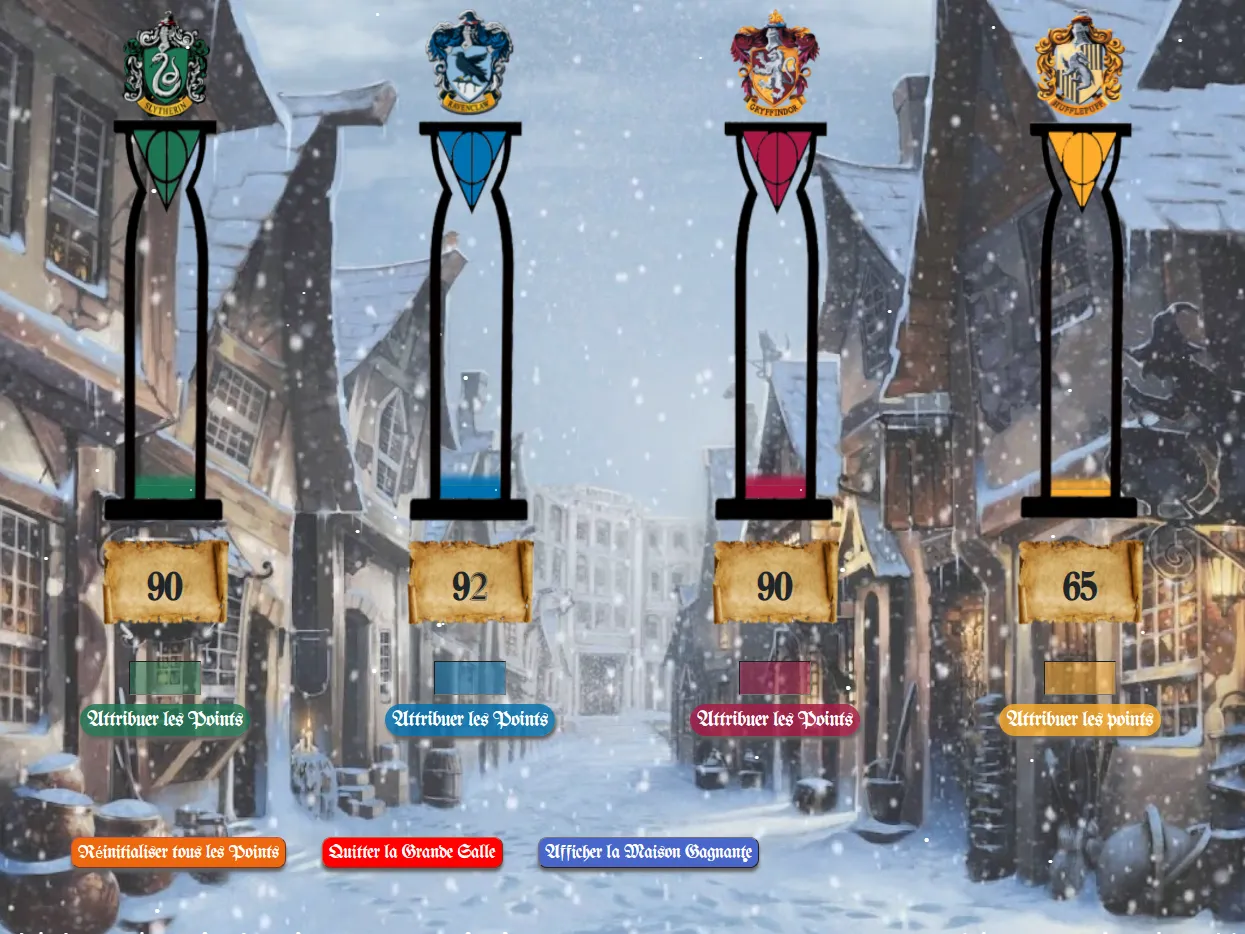 SLYTHERIN
RAVENCLAW
GRYFFINDOR
HUFFLEPUFF
90
92
90
65
Attribuer les Points
Attribuer les Points
Attribuer les Points
Attribuer les points
Réinitialiser tous les Points
Quitter la Grande Salle
Afficher la Maison Gagnante